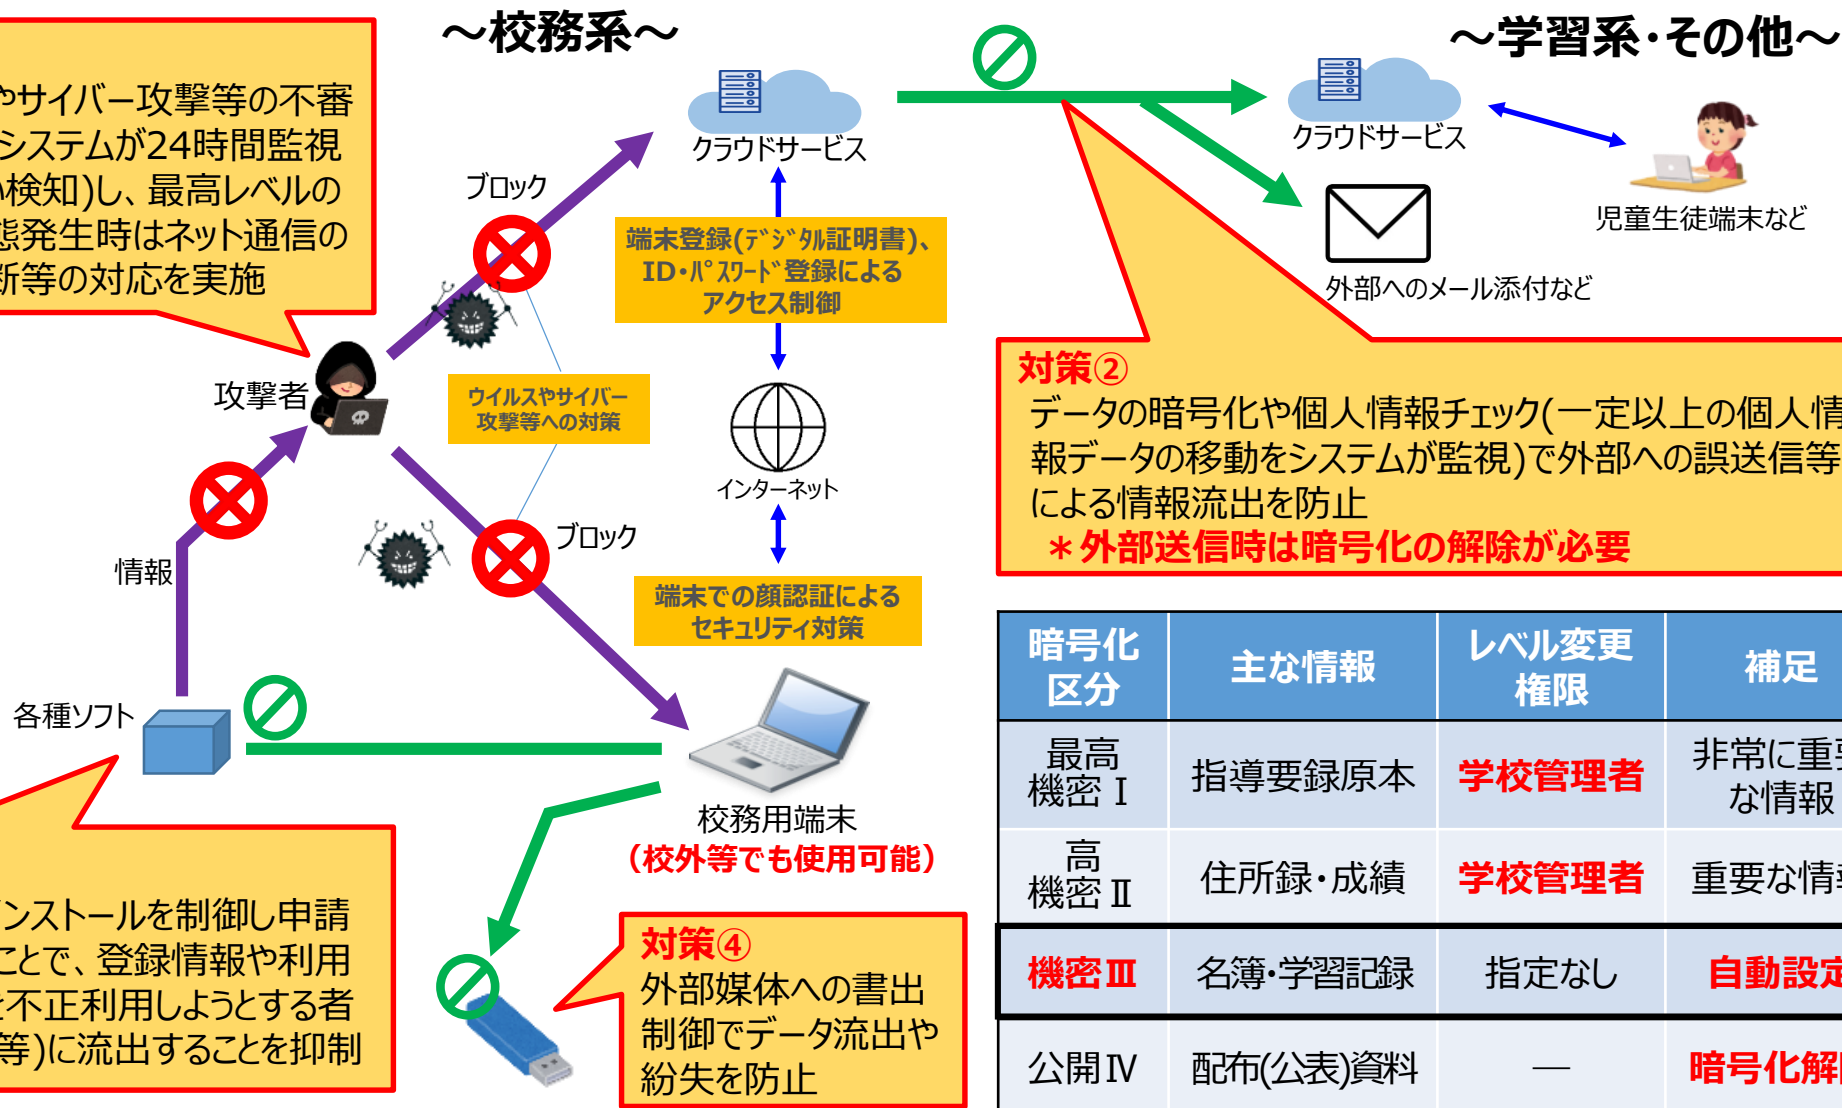 ～校務系～
～学習系・その他～
やサイバー攻撃等の不審
システムが24時間監視
い検知)し、最高レベルの
態発生時はネット通信の
断等の対応を実施
クラウドサービス
クラウドサービス
児童生徒端末など
外部へのメール添付など
ブロック
端末登録(ﾃﾞｼﾞﾀﾙ証明書)、
ID・ﾊﾟｽﾜｰﾄﾞ登録による
アクセス制御
攻撃者
ウイルスやサイバー
攻撃等への対策
インターネット
ブロック
情報
端末での顔認証による
セキュリティ対策
対策②
データの暗号化や個人情報チェック(一定以上の個人情
報データの移動をシステムが監視)で外部への誤送信等
による情報流出を防止
＊外部送信時は暗号化の解除が必要
各種ソフト
校務用端末
（校外等でも使用可能）
ンストールを制御し申請
ことで、登録情報や利用
を不正利用しようとする者
等)に流出することを抑制
対策④
外部媒体への書出
制御でデータ流出や
紛失を防止
暗号化
区分
主な情報
レベル変更
権限
補足
最高
機密Ⅰ
指導要録原本
学校管理者
非常に重要
な情報
高
機密Ⅱ
住所録・成績
学校管理者
重要な情報
機密Ⅲ
名簿・学習記録
指定なし
自動設定
公開Ⅳ
配布(公表)資料
―
暗号化解除